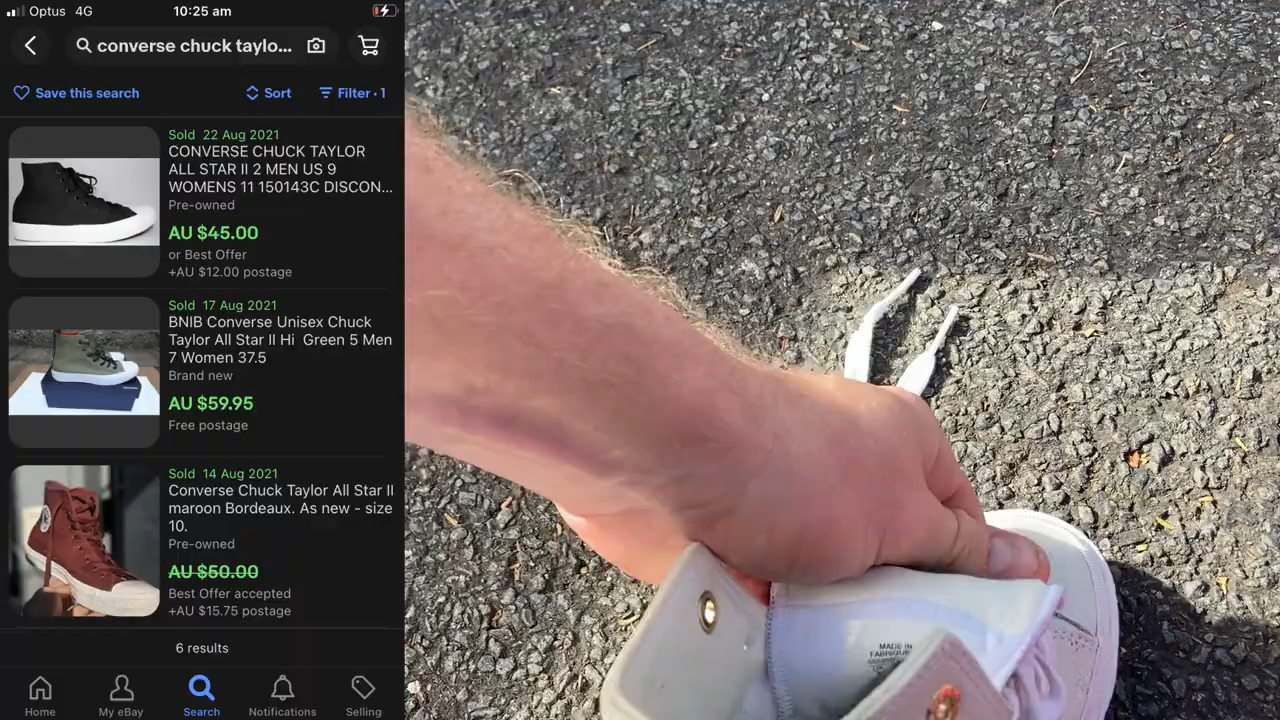 Optus 4G 10:25 am
converse chuck taylo...
Save this search Sort Filter · 1
Sold 22 Aug 2021
CONVERSE CHUCK TAYLOR
ALL STAR II 2 MEN US 9
WOMENS 11 150143C DISCON...
Pre-owned
AU $45.00
or Best Offer
+AU $12.00 postage
Sold 17 Aug 2021
BNIB Converse Unisex Chuck
Taylor All Star II Hi Green 5 Men
7 Women 37.5
Brand new
AU $59.95
Free postage
Sold 14 Aug 2021
Converse Chuck Taylor All Star II
maroon Bordeaux. As new - size
10.
Pre-owned
AU $50.00
Best Offer accepted
+AU $15.75 postage
6 results
Home My eBay Search Notifications Selling
MADE IN